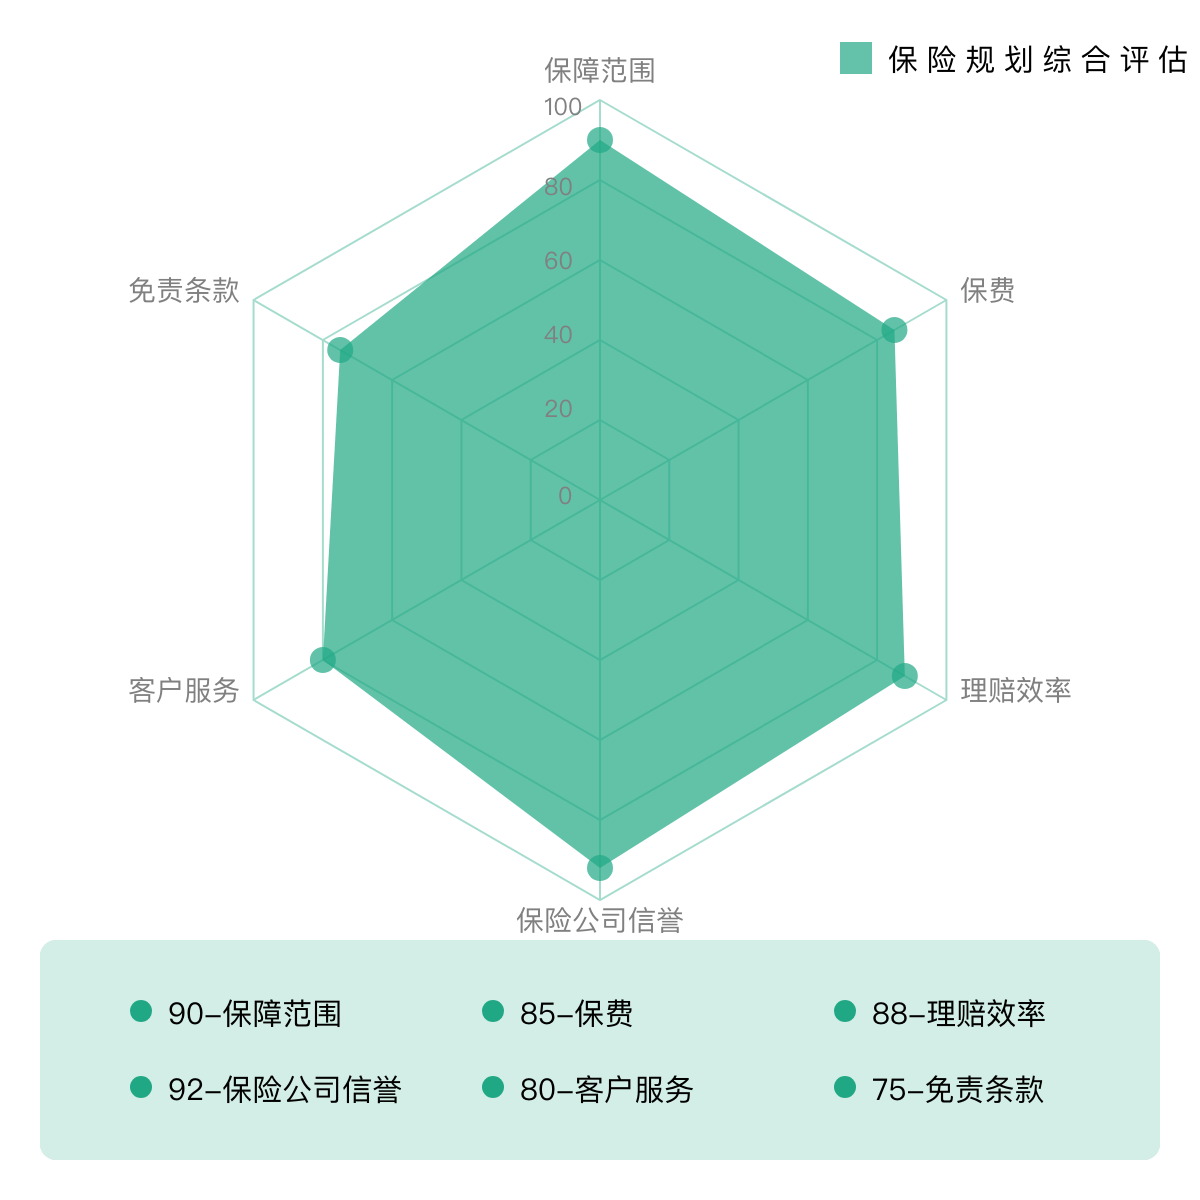 保险规划综合评估
保障范围
100
80
60
40
20
0
免责条款
保费
客户服务
理赔效率
保险公司信誉
90–保障范围
85–保费
88–理赔效率
92–保险公司信誉
80–客户服务
75–免责条款